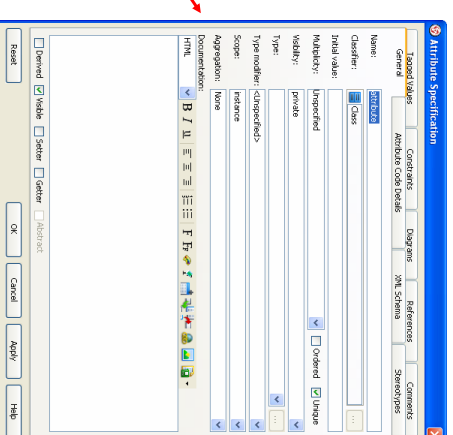 Attribute Specification
Tagged Values Constraints Diagrams References Comments
General Attribute Code Details XML Schema Stereotypes
Name: attribute
Classifier: Class ...
Initial value:
Multiplicity: Unspecified Ordered Unique
Visibility: private
Type: ...
Type modifier: <Unspecified>
Scope: instance
Aggregation: None
Documentation:
HTML B I U F
Derived Visible Setter Getter Abstract
Reset OK Cancel Apply Help